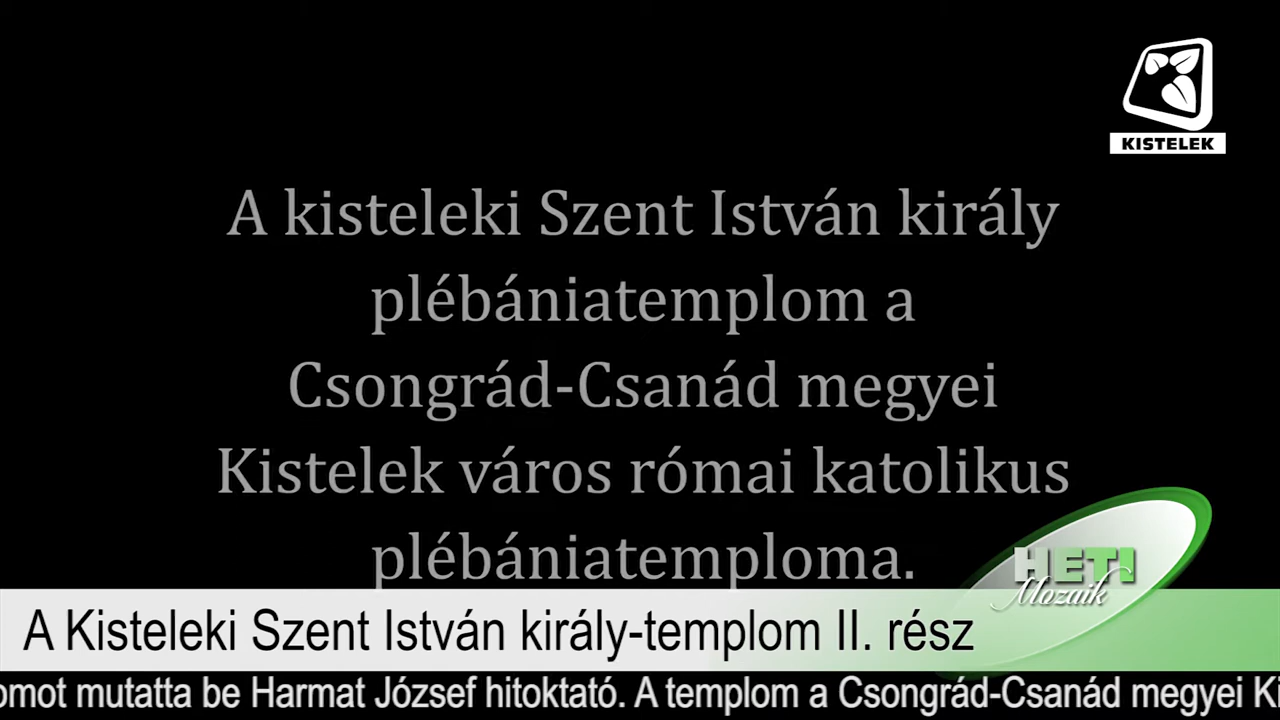 KISTELEK
A kisteleki Szent István király
plébániatemplom a
Csongrád-Csanád megyei
Kistelek város római katolikus
plébániatemploma.
HETI
Mozaik
A Kisteleki Szent István király-templom II. rész
mutatta be Harmat József hitoktató. A templom a Csongrád-Csanád megyei